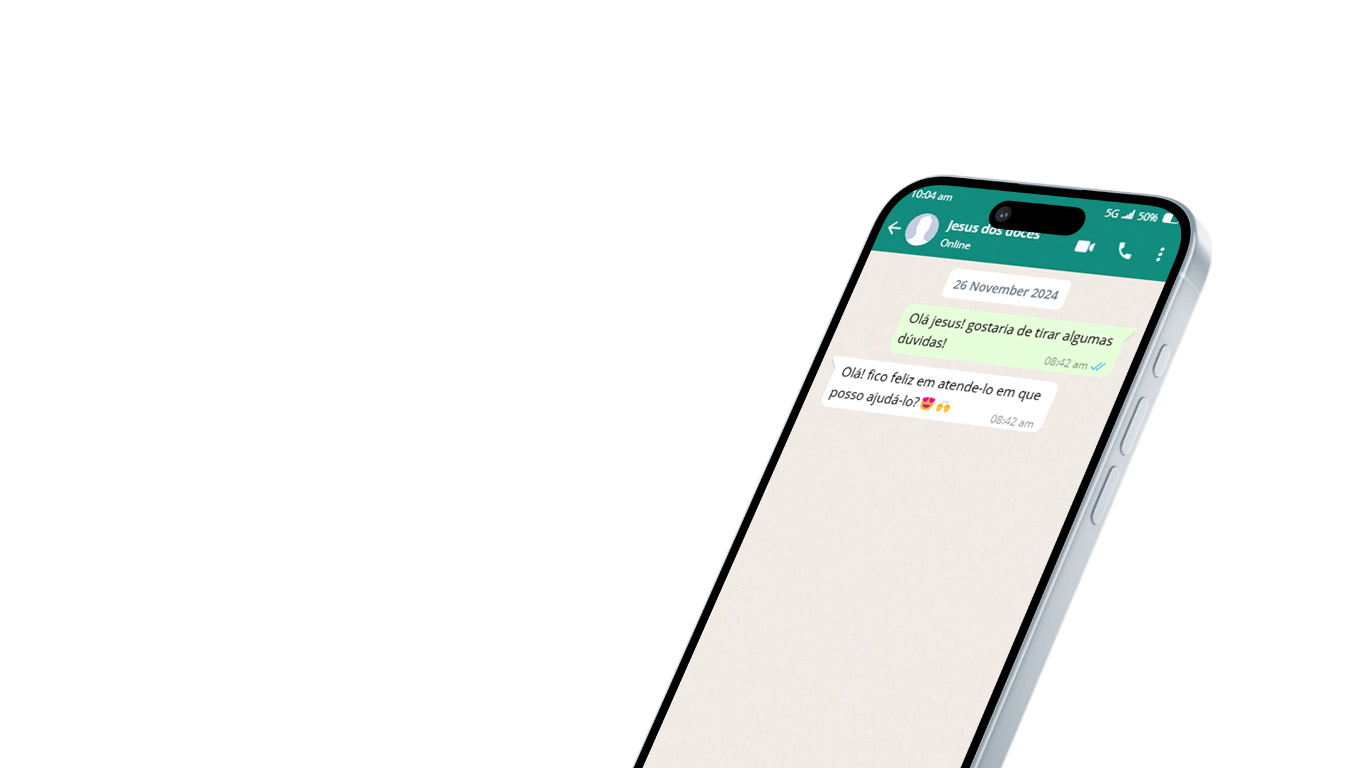 10:04 am
5G 50%
Jesus dos doces
Online
26 November 2024
Olá jesus! gostaria de tirar algumas
dúvidas!
08:42 am
Olá! fico feliz em atende-lo em que
posso ajudá-lo?😍🙌
08:42 am